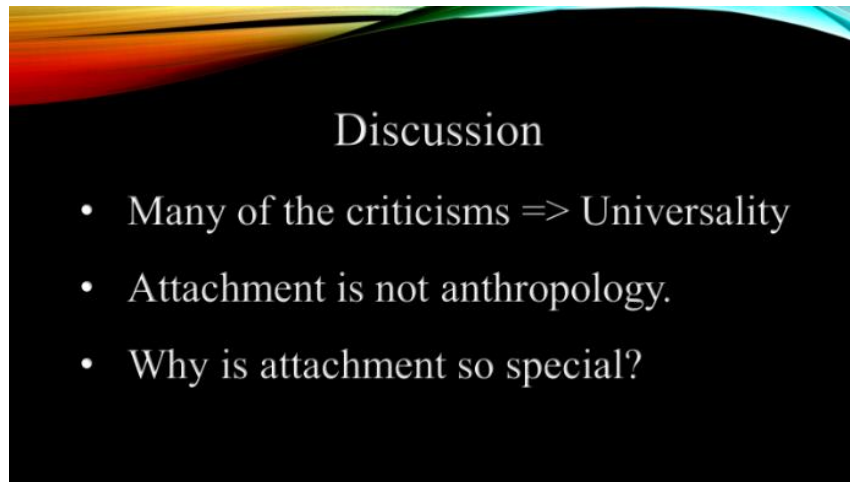 Discussion
• Many of the criticisms => Universality
• Attachment is not anthropology.
• Why is attachment so special?